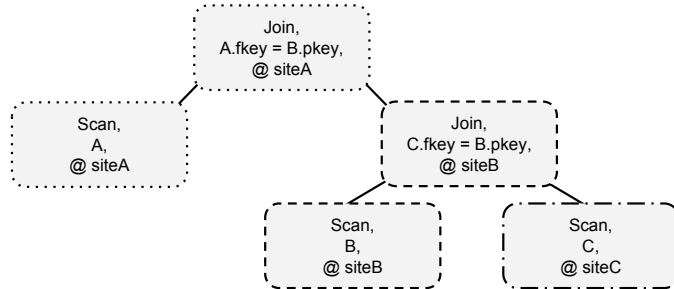 Join,
A.fkey = B.pkey,
@ siteA
Scan,
A,
@ siteA
Join,
C.fkey = B.pkey,
@ siteB
Scan,
B,
@ siteB
Scan,
C,
@ siteC